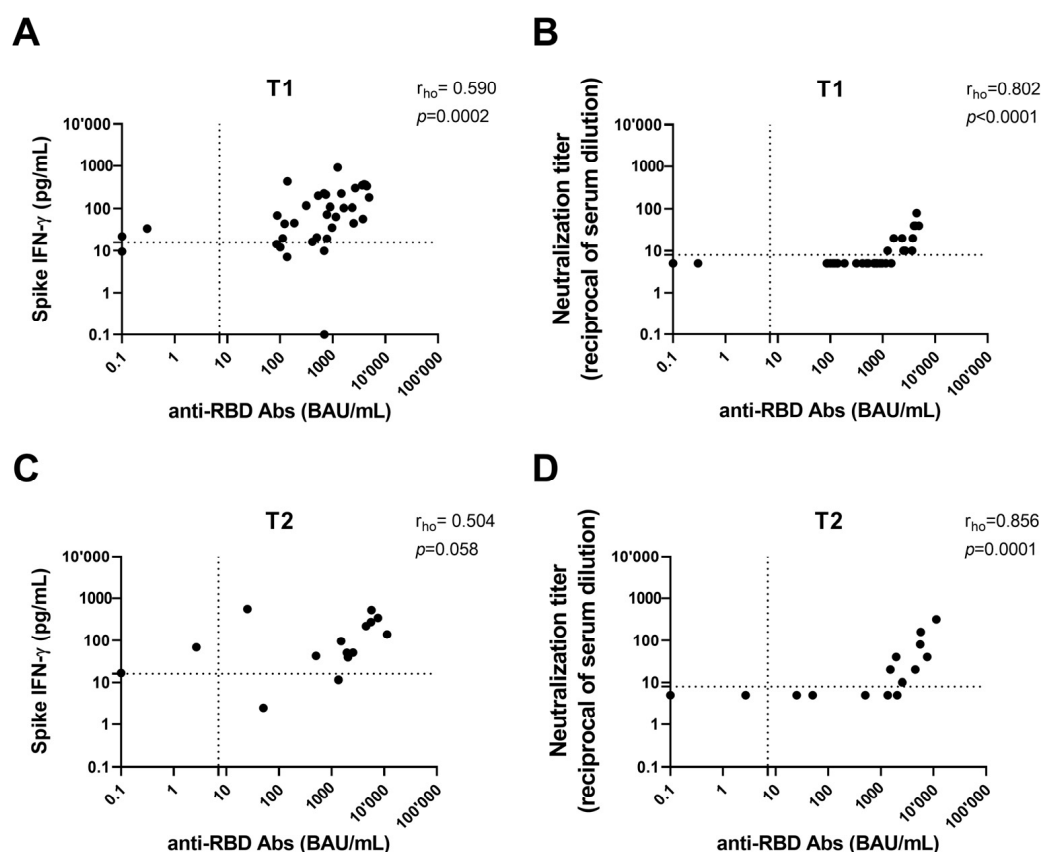 A
T1
rho= 0.590
p=0.0002
Spike IFN-γ (pg/mL)
10'000
1000
100
10
1
0.1
0.1
1
10
100
1000
10'000
100'000
anti-RBD Abs (BAU/mL)
B
T1
rho=0.802
p<0.0001
Neutralization titer
(reciprocal of serum dilution)
10'000
1000
100
10
1
0.1
0.1
1
10
100
1000
10'000
100'000
anti-RBD Abs (BAU/mL)
C
T2
rho= 0.504
p=0.058
Spike IFN-γ (pg/mL)
10'000
1000
100
10
1
0.1
0.1
1
10
100
1000
10'000
100'000
anti-RBD Abs (BAU/mL)
D
T2
rho=0.856
p=0.0001
Neutralization titer
(reciprocal of serum dilution)
10'000
1000
100
10
1
0.1
0.1
1
10
100
1000
10'000
100'000
anti-RBD Abs (BAU/mL)